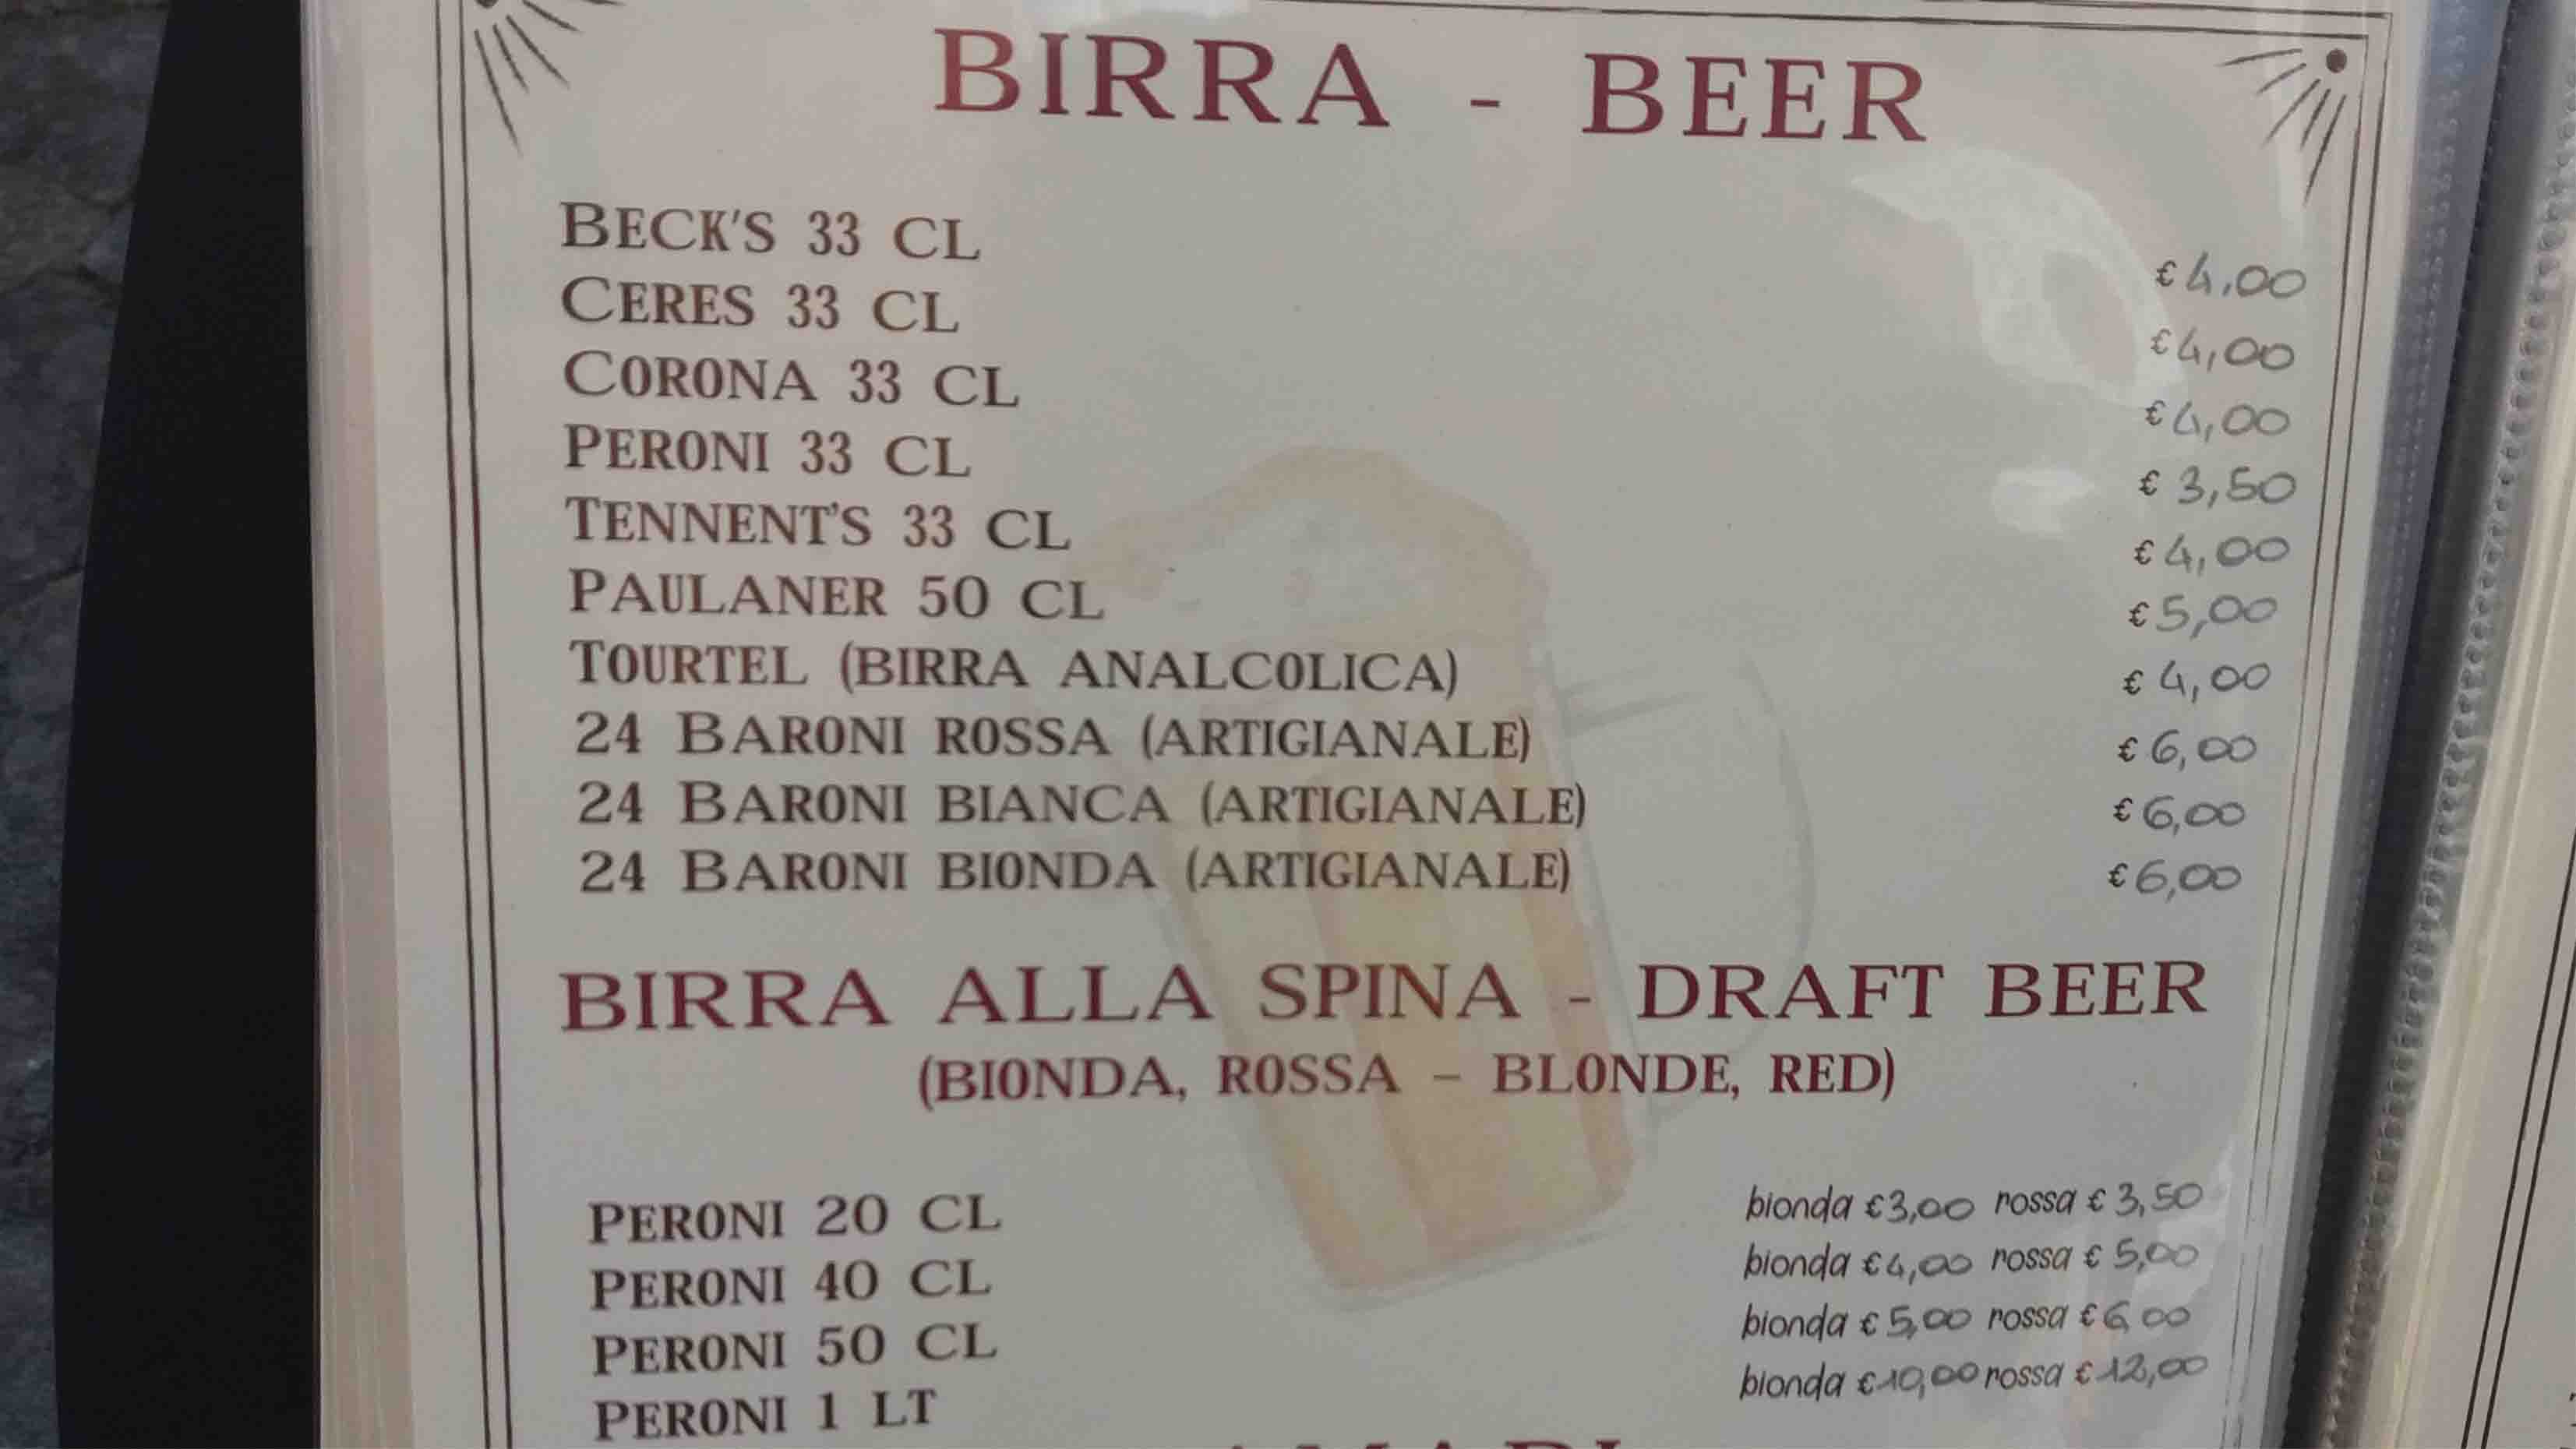 BIRRA - BEER
BECK'S 33 CL € 4,00
CERES 33 CL € 4,00
CORONA 33 CL € 4,00
PERONI 33 CL € 3,50
TENNENT'S 33 CL € 4,00
PAULANER 50 CL € 5,00
TOURTEL (BIRRA ANALCOLICA) € 4,00
24 BARONI ROSSA (ARTIGIANALE) € 6,00
24 BARONI BIANCA (ARTIGIANALE) € 6,00
24 BARONI BIONDA (ARTIGIANALE) € 6,00
BIRRA ALLA SPINA - DRAFT BEER
(BIONDA, ROSSA – BLONDE, RED)
PERONI 20 CL bionda € 3,00 rossa € 3,50
PERONI 40 CL bionda € 4,00 rossa € 5,00
PERONI 50 CL bionda € 5,00 rossa € 6,00
PERONI 1 LT bionda € 10,00 rossa € 12,00